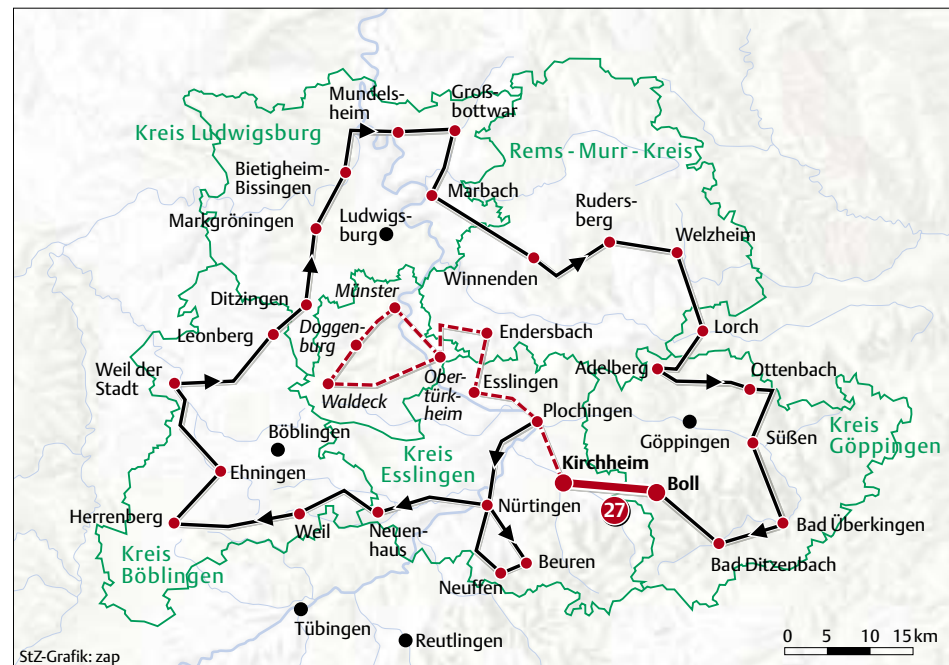 Mundels-
heim
Groß-
bottwar
Kreis Ludwigsburg
Rems-Murr-Kreis
Bietigheim-
Bissingen
Marbach
Markgröningen
Ludwigs-
burg
Ruders-
berg
Welzheim
Winnenden
Ditzingen
Münster
Leonberg
Doggen-
burg
Endersbach
Lorch
Weil der
Stadt
Waldeck
Ober-
türk-
heim
Esslingen
Adelberg
Ottenbach
Plochingen
Böblingen
Göppingen
Kreis
Göppingen
Süßen
Kreis
Esslingen
Ehningen
Kirchheim
Boll
27
Herrenberg
Weil
Neuen-
haus
Nürtingen
Bad Überkingen
Kreis
Böblingen
Beuren
Neuffen
Bad Ditzenbach
Tübingen
Reutlingen
0 5 10 15 km
StZ-Grafik: zap